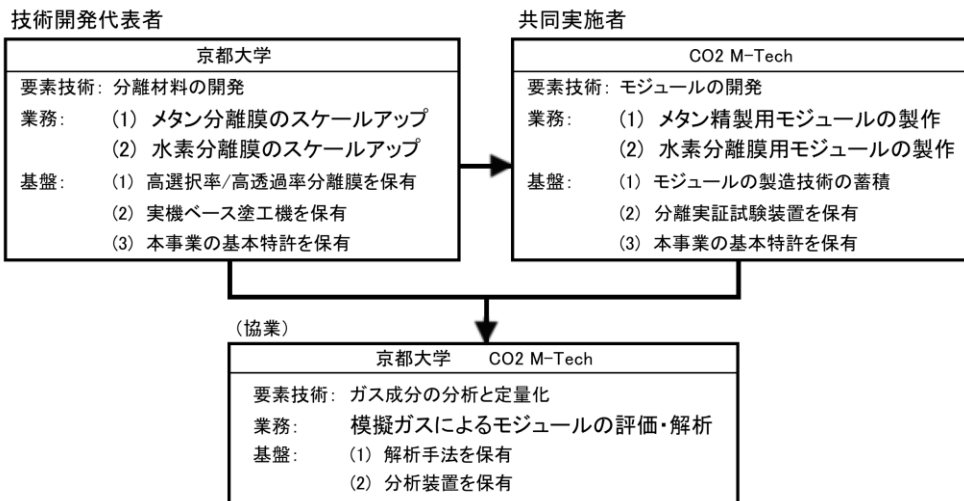 技術開発代表者
京都大学
要素技術: 分離材料の開発
業務: (1) メタン分離膜のスケールアップ
(2) 水素分離膜のスケールアップ
基盤: (1) 高選択率/高透過率分離膜を保有
(2) 実機ベース塗工機を保有
(3) 本事業の基本特許を保有
共同実施者
CO2 M-Tech
要素技術: モジュールの開発
業務: (1) メタン精製用モジュールの製作
(2) 水素分離膜用モジュールの製作
基盤: (1) モジュールの製造技術の蓄積
(2) 分離実証試験装置を保有
(3) 本事業の基本特許を保有
(協業)
京都大学 CO2 M-Tech
要素技術: ガス成分の分析と定量化
業務: 模擬ガスによるモジュールの評価・解析
基盤: (1) 解析手法を保有
(2) 分析装置を保有